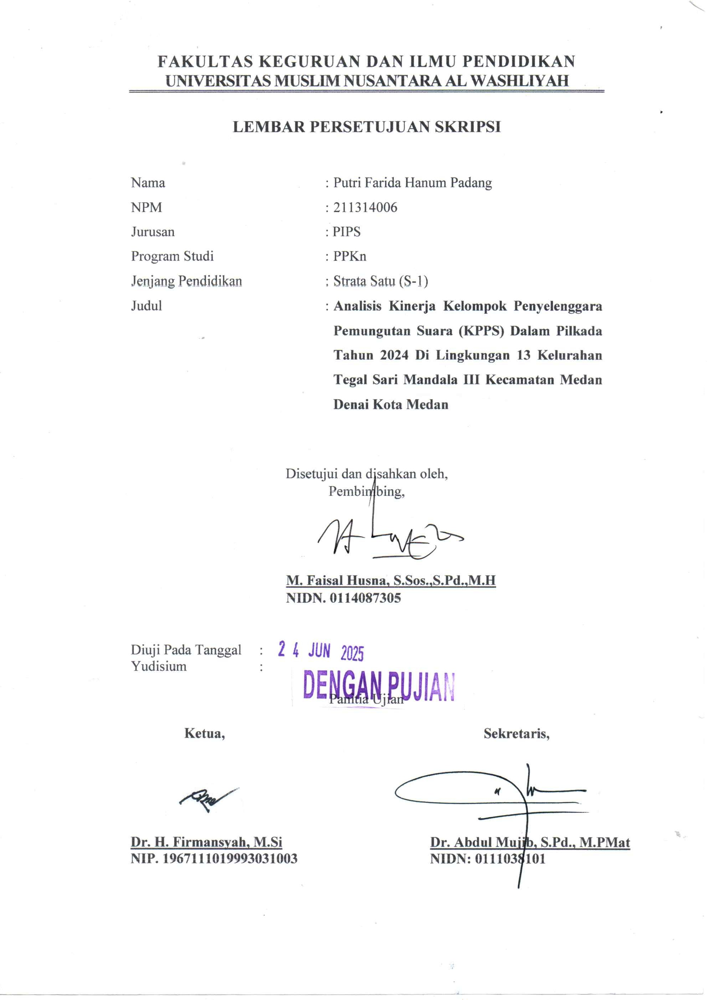 FAKULTAS KEGURUAN DAN ILMU PENDIDIKAN
UNIVERSITAS MUSLIM NUSANTARA AL WASHLIYAH
LEMBAR PERSETUJUAN SKRIPSI
Nama : Putri Farida Hanum Padang
NPM : 211314006
Jurusan : PIPS
Program Studi : PPKn
Jenjang Pendidikan : Strata Satu (S-1)
Judul : Analisis Kinerja Kelompok Penyelenggara
Pemungutan Suara (KPPS) Dalam Pilkada
Tahun 2024 Di Lingkungan 13 Kelurahan
Tegal Sari Mandala III Kecamatan Medan
Denai Kota Medan
Disetujui dan disahkan oleh,
Pembimbing,
M. Faisal Husna, S.Sos.,S.Pd.,M.H
NIDN. 0114087305
Diuji Pada Tanggal : 24 JUN 2025
Yudisium :
DENGAN PUJIAN
Panitia Ujian
Ketua, Sekretaris,
Dr. H. Firmansyah, M.Si Dr. Abdul Mujib, S.Pd., M.PMat
NIP. 1967111019993031003 NIDN: 0111038101